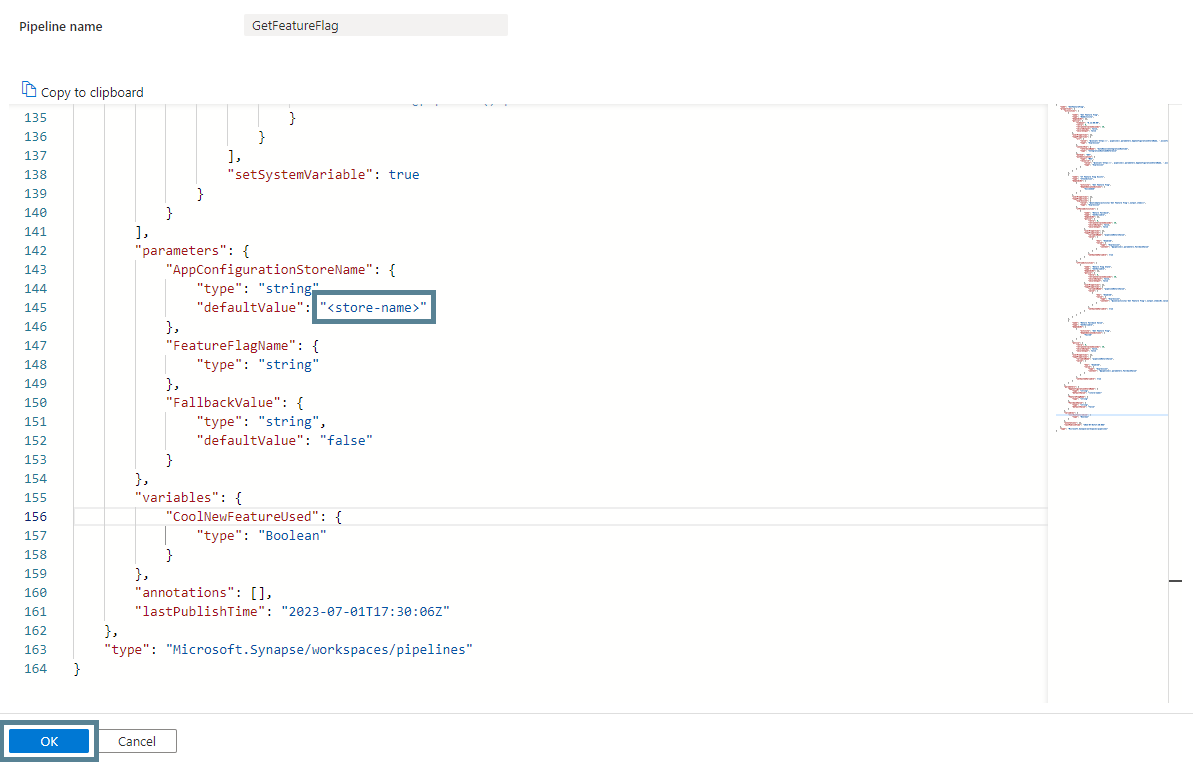 Pipeline name GetFeatureFlag
Copy to clipboard
135 }
136 }
137 ],
138 "setSystemVariable": true
139 }
140 }
141 ],
142 "parameters": {
143 "AppConfigurationStoreName": {
144 "type": "string"
145 "defaultValue": "<store-name>"
146 },
147 "FeatureFlagName": {
148 "type": "string"
149 },
150 "FallbackValue": {
151 "type": "string",
152 "defaultValue": "false"
153 }
154 },
155 "variables": {
156 "CoolNewFeatureUsed": {
157 "type": "Boolean"
158 }
159 },
160 "annotations": [],
161 "lastPublishTime": "2023-07-01T17:30:06Z"
162 },
163 "type": "Microsoft.Synapse/workspaces/pipelines"
164 }
OK Cancel